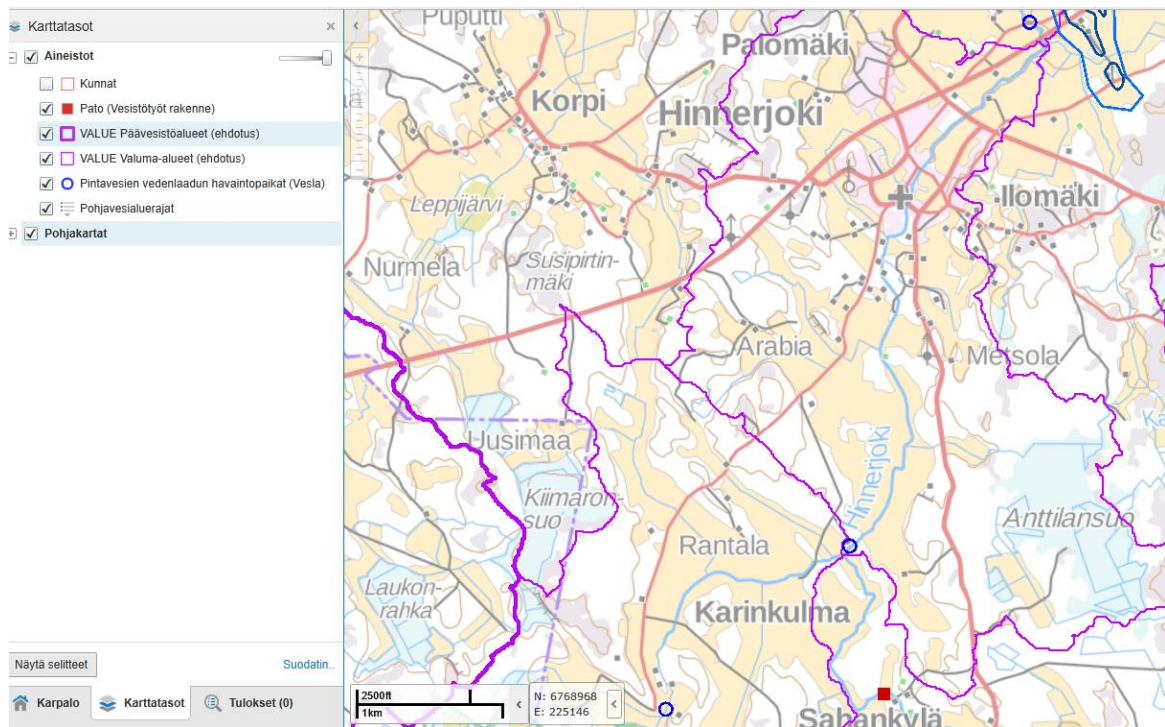 Karttatasot
Aineistot
Kunnat
Pato (Vesistötyöt rakenne)
VALUE Päävesistöalueet (ehdotus)
VALUE Valuma-alueet (ehdotus)
Pintavesien vedenlaadun havaintopaikat (Vesla)
Pohjavesialuerajat
Pohjakartat
Näytä selitteet
Suodatin..
Karpalo
Karttatasot
Tulokset (0)
Puputti
Palomäki
Korpi
Hinnerjoki
Leppijärvi
Ilomäki
Nurmela
Susipirtin-
mäki
Arabia
Metsola
Uusimaa
Kiimaron-
suo
Hinnerjoki
Anttilansuo
Rantala
Laukon-
rahka
Karinkulma
Sahankylä
2500ft
1km
N: 6768968
E: 225146